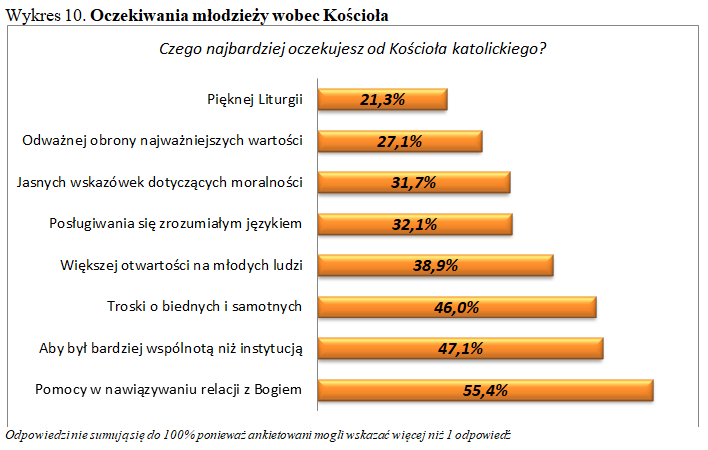 Wykres 10. Oczekiwania młodzieży wobec Kościoła
Czego najbardziej oczekujesz od Kościoła katolickiego?
Pięknej Liturgii 21,3%
Odważnej obrony najważniejszych wartości 27,1%
Jasnych wskazówek dotyczących moralności 31,7%
Posługiwania się zrozumiałym językiem 32,1%
Większej otwartości na młodych ludzi 38,9%
Troski o biednych i samotnych 46,0%
Aby był bardziej wspólnotą niż instytucją 47,1%
Pomocy w nawiązywaniu relacji z Bogiem 55,4%
Odpowiedzi nie sumują się do 100% ponieważ ankietowani mogli wskazać więcej niż 1 odpowiedź